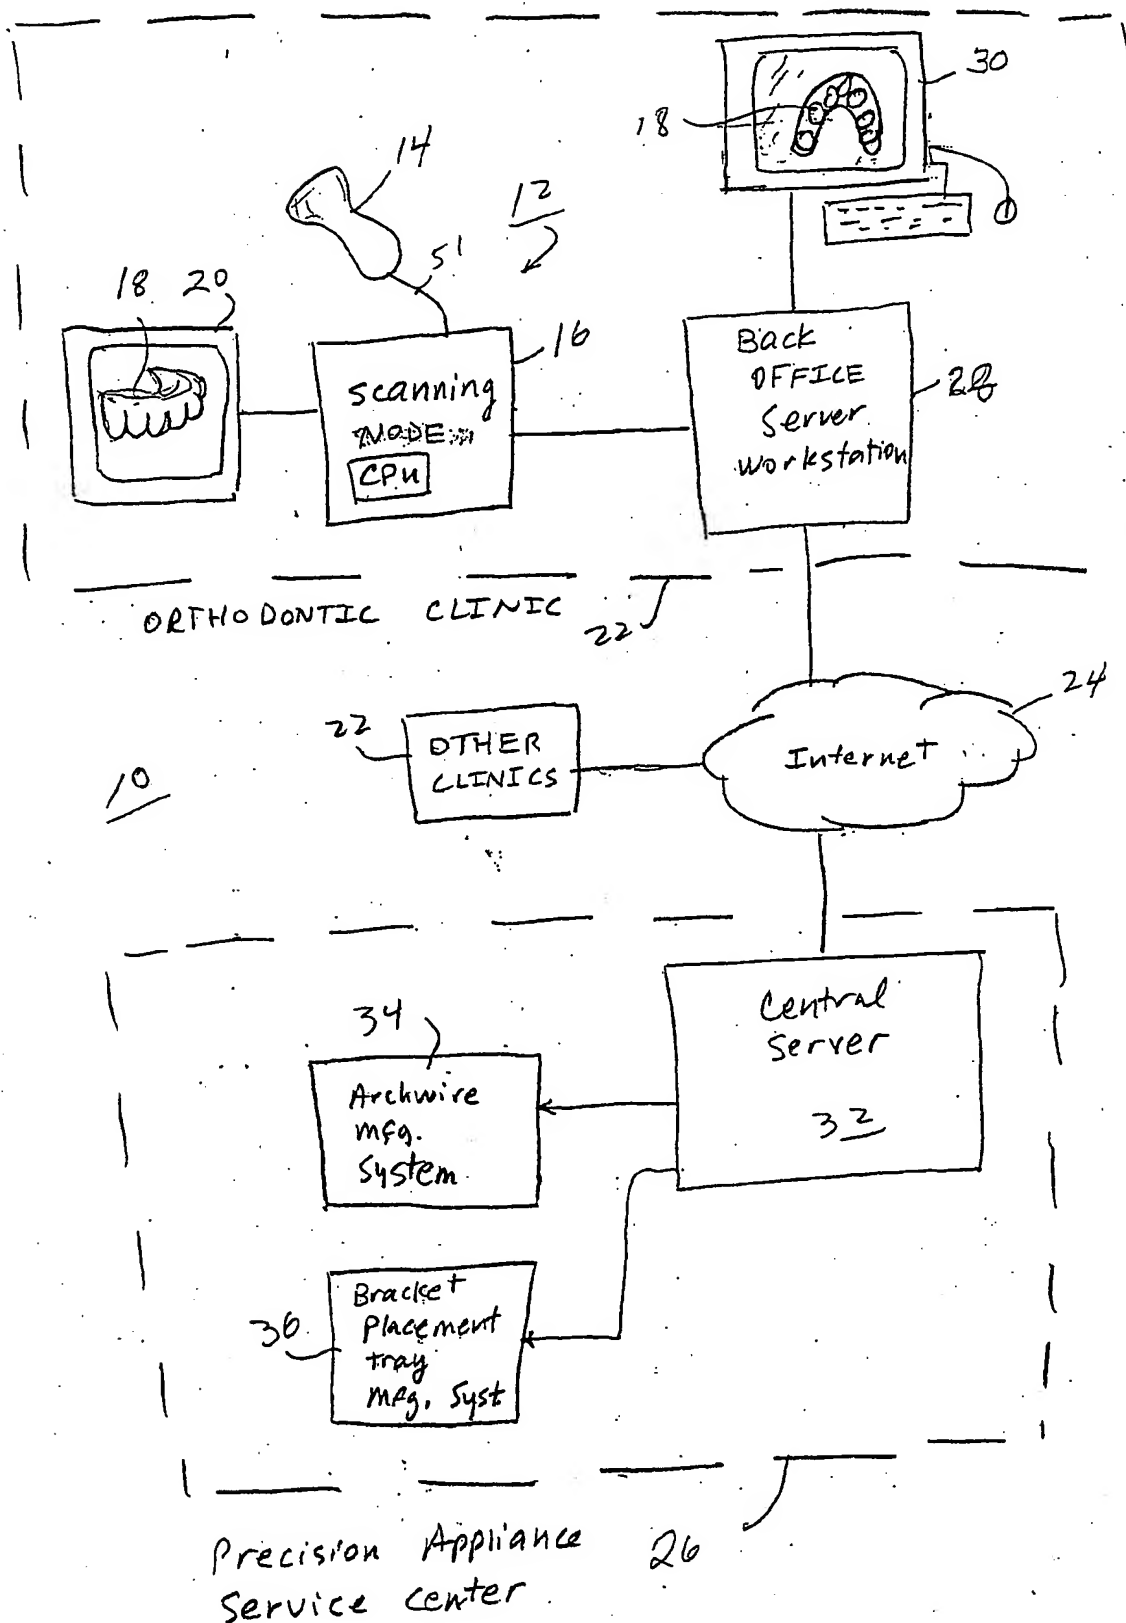 30
18
14
12
51
18
20
16
scanning
NODE
CPU
Back
OFFICE
Server
Workstation
28
ORTHODONTIC CLINIC
22
24
22
OTHER
CLINICS
Internet
10
Central
Server
32
34
Archwire
mfg.
System
36
Bracket
Placement
tray
mfg. Syst
Precision Appliance
Service center
26